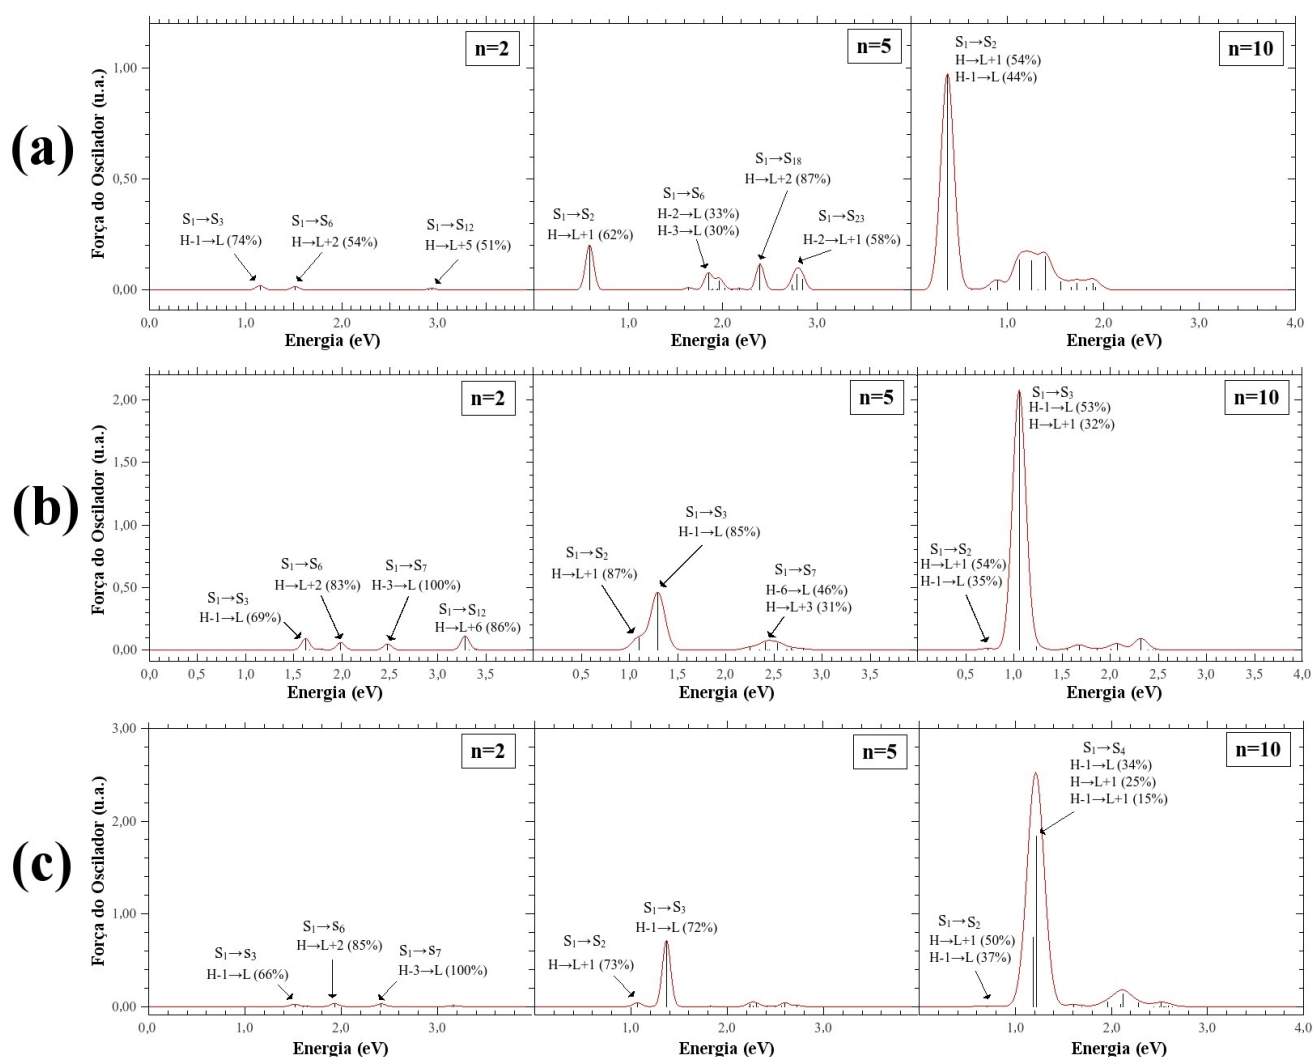 (a)
Força do Oscilador (u.a.)
1,00
0,50
0,00
n=2
S₁→S₃
H-1→L (74%)
S₁→S₆
H→L+2 (54%)
S₁→S₁₂
H→L+5 (51%)
0,0 1,0 2,0 3,0
Energia (eV)
n=5
S₁→S₂
H→L+1 (62%)
S₁→S₆
H-2→L (33%)
H-3→L (30%)
S₁→S₁₈
H→L+2 (87%)
S₁→S₂₃
H-2→L+1 (58%)
1,0 2,0 3,0
Energia (eV)
n=10
S₁→S₂
H→L+1 (54%)
H-1→L (44%)
1,0 2,0 3,0 4,0
Energia (eV)
(b)
Força do Oscilador (u.a.)
2,00
1,50
1,00
0,50
0,00
n=2
S₁→S₃
H-1→L (69%)
S₁→S₆
H→L+2 (83%)
S₁→S₇
H-3→L (100%)
S₁→S₁₂
H→L+6 (86%)
0,0 0,5 1,0 1,5 2,0 2,5 3,0 3,5
Energia (eV)
n=5
S₁→S₂
H→L+1 (87%)
S₁→S₃
H-1→L (85%)
S₁→S₇
H-6→L (46%)
H→L+3 (31%)
0,5 1,0 1,5 2,0 2,5 3,0 3,5
Energia (eV)
n=10
S₁→S₂
H→L+1 (54%)
H-1→L (35%)
S₁→S₃
H-1→L (53%)
H→L+1 (32%)
0,5 1,0 1,5 2,0 2,5 3,0 3,5 4,0
Energia (eV)
(c)
Força do Oscilador (u.a.)
3,00
2,00
1,00
0,00
n=2
S₁→s₃
H-1→L (66%)
S₁→s₆
H→L+2 (85%)
S₁→s₇
H-3→L (100%)
0,0 1,0 2,0 3,0
Energia (eV)
n=5
S₁→S₂
H→L+1 (73%)
S₁→S₃
H-1→L (72%)
1,0 2,0 3,0
Energia (eV)
n=10
S₁→S₂
H→L+1 (50%)
H-1→L (37%)
S₁→S₄
H-1→L (34%)
H→L+1 (25%)
H-1→L+1 (15%)
1,0 2,0 3,0 4,0
Energia (eV)